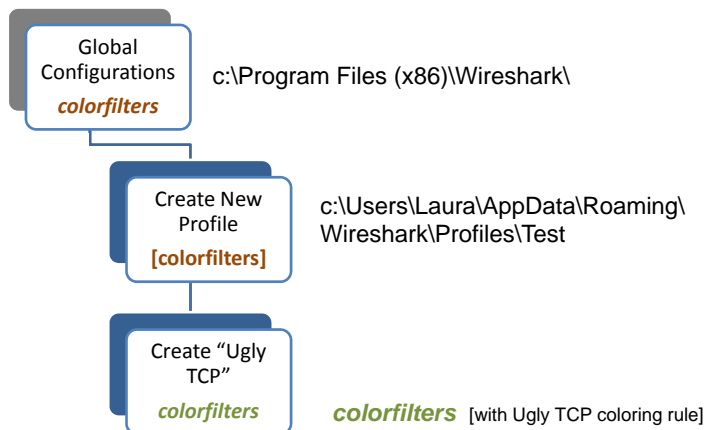 Global
Configurations
colorfilters
c:\Program Files (x86)\Wireshark\
Create New
Profile
[colorfilters]
c:\Users\Laura\AppData\Roaming\
Wireshark\Profiles\Test
Create “Ugly
TCP”
colorfilters
colorfilters [with Ugly TCP coloring rule]